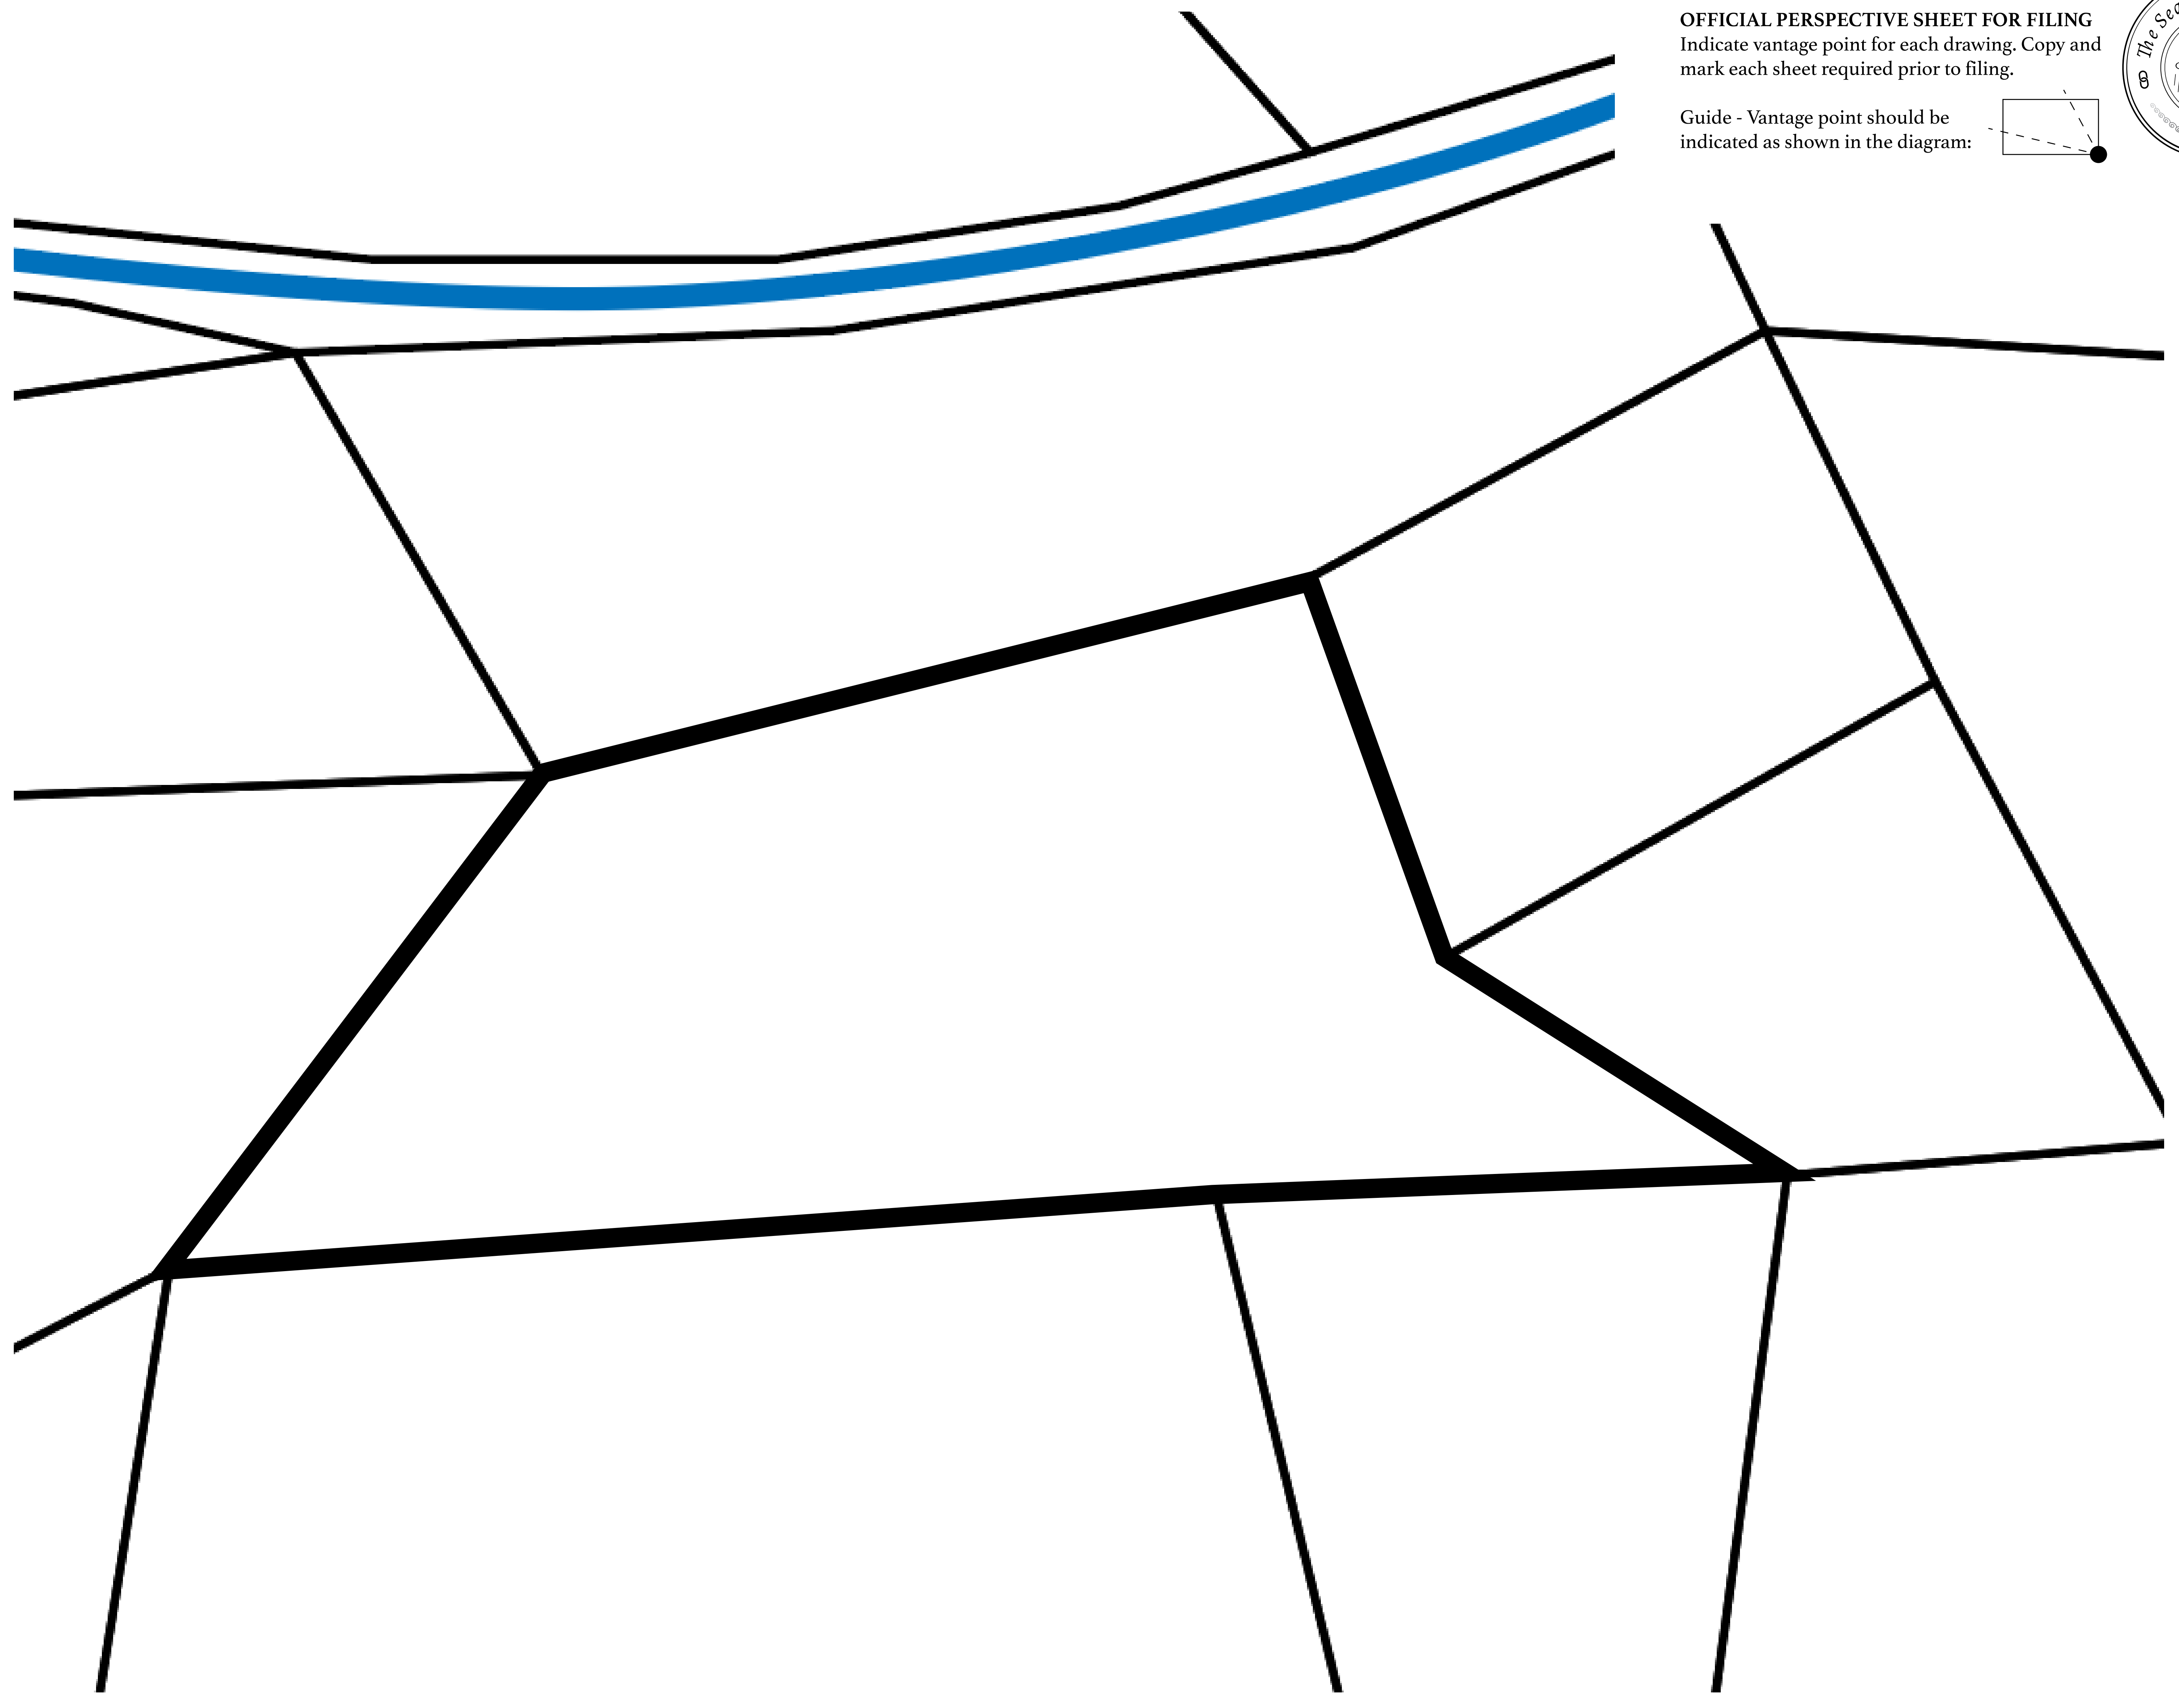 OFFICIAL PERSPECTIVE SHEET FOR FILING
Indicate vantage point for each drawing. Copy and
mark each sheet required prior to filing.
Guide - Vantage point should be
indicated as shown in the diagram:
The